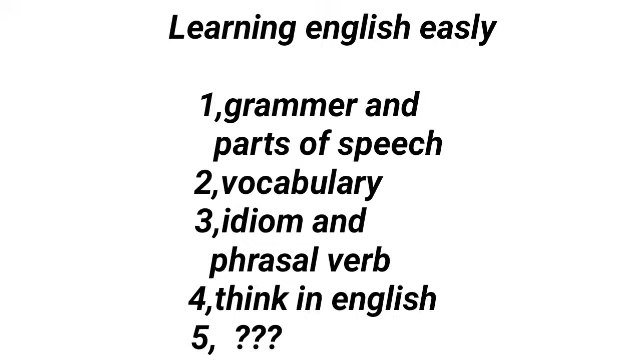 Learning english easly
1,grammer and
parts of speech
2,vocabulary
3,idiom and
phrasal verb
4,think in english
5, ???